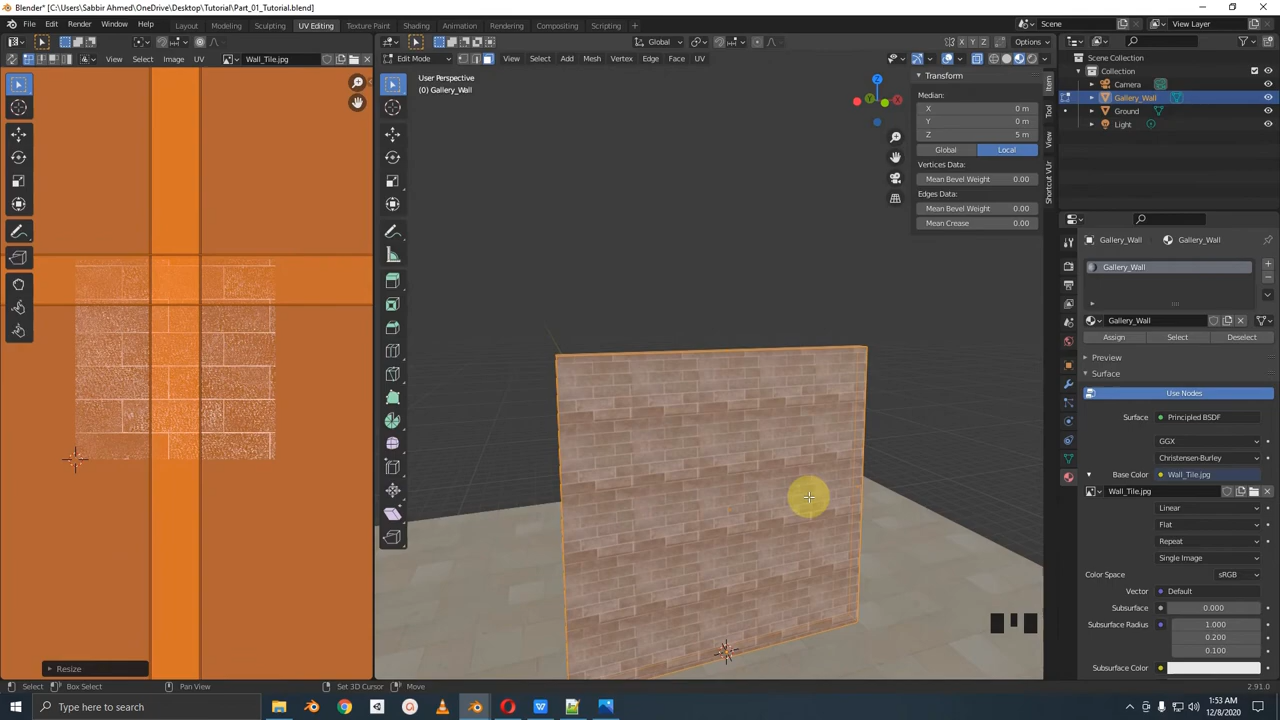 Blender* [C:\Users\Sabbir Ahmed\OneDrive\Desktop\Tutorial\Part_01_Tutorial.blend]
File Edit Render Window Help Layout Modeling Sculpting UV Editing Texture Paint Shading Animation Rendering Compositing Scripting Scene View Layer
Global Options
View Select Image UV Wall_Tile.jpg Edit Mode View Select Add Mesh Vertex Edge Face UV
User Perspective
(0) Gallery_Wall
Transform
Median:
X 0 m
Y 0 m
Z 5 m
Global Local
Vertices Data:
Mean Bevel Weight 0.00
Edges Data:
Mean Bevel Weight 0.00
Mean Crease 0.00
Item
Tool
View
Shortcut VUr
X Y Z
Z
X
Y
Scene Collection
Collection
Camera
Gallery_Wall
Ground
Light
Gallery_Wall Gallery_Wall
Gallery_Wall
Gallery_Wall
Assign Select Deselect
Preview
Surface
Use Nodes
Surface Principled BSDF
GGX
Christensen-Burley
Base Color Wall_Tile.jpg
Wall_Tile.jpg
Linear
Flat
Repeat
Single Image
Color Space sRGB
Vector Default
Subsurface 0.000
Subsurface Radius 1.000
0.200
0.100
Subsurface Color
Resize
Select Box Select Pan View Set 3D Cursor Move 2.91.0
Type here to search
1:53 AM
12/8/2020